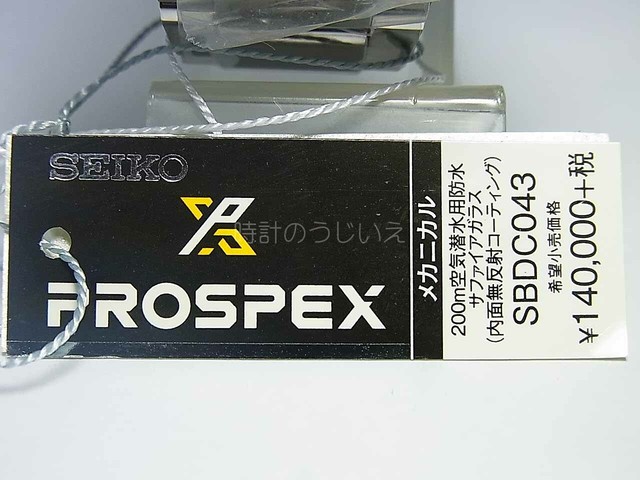 SEIKO
時計のうじいえ
PROSPEX
メカニカル
200m空気潜水用防水
サファイアガラス
(内面無反射コーティング)
SBDC043
希望小売価格
¥140,000+税